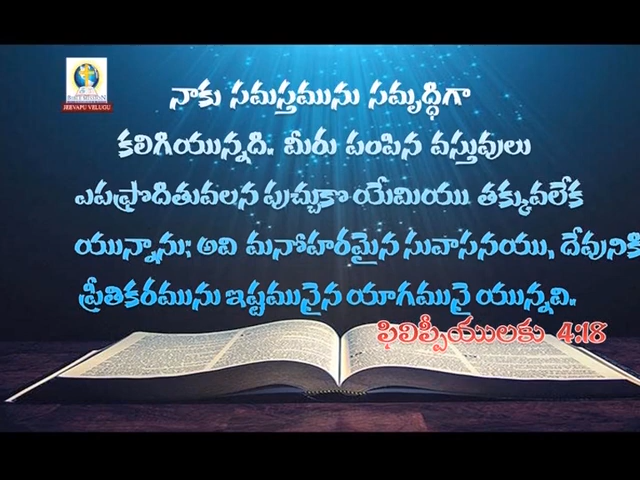 JEEVAPU VELUGU
నాకు సమస్తమును సమృద్ధిగా
కలిగియున్నది. మీరు పంపిన వస్తువులు
ఎపఫ్రొదితువలన పుచ్చుకొ యేమియు తక్కువలేక
యున్నాను; అవి మనోహరమైన సువాసనయు, దేవునికి
ప్రీతికరమును ఇష్టమునైన యాగమునై యున్నవి.
ఫిలిప్పీయులకు 4:18